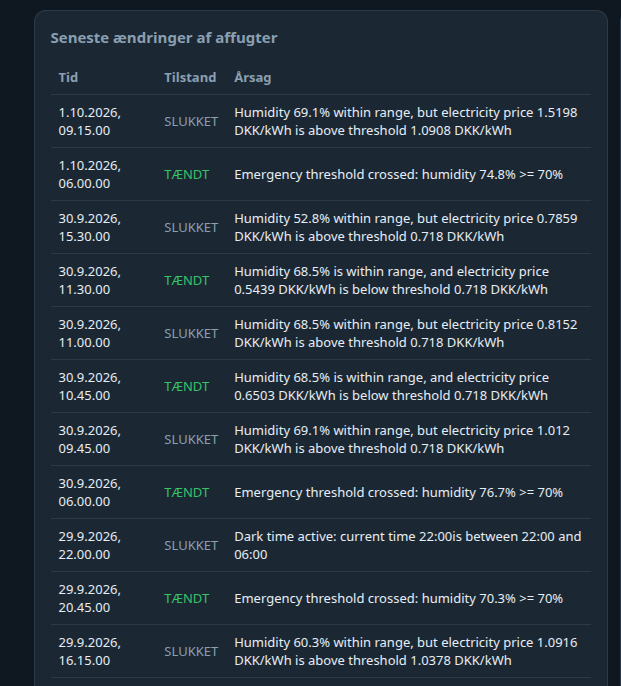 Seneste ændringer af affugter
Tid Tilstand Årsag
1.10.2026, 09.15.00 SLUKKET Humidity 69.1% within range, but electricity price 1.5198
DKK/kWh is above threshold 1.0908 DKK/kWh
1.10.2026, 06.00.00 TÆNDT Emergency threshold crossed: humidity 74.8% >= 70%
30.9.2026, 15.30.00 SLUKKET Humidity 52.8% within range, but electricity price 0.7859
DKK/kWh is above threshold 0.718 DKK/kWh
30.9.2026, 11.30.00 TÆNDT Humidity 68.5% is within range, and electricity price
0.5439 DKK/kWh is below threshold 0.718 DKK/kWh
30.9.2026, 11.00.00 SLUKKET Humidity 68.5% within range, but electricity price 0.8152
DKK/kWh is above threshold 0.718 DKK/kWh
30.9.2026, 10.45.00 TÆNDT Humidity 68.5% is within range, and electricity price
0.6503 DKK/kWh is below threshold 0.718 DKK/kWh
30.9.2026, 09.45.00 SLUKKET Humidity 69.1% within range, but electricity price 1.012
DKK/kWh is above threshold 0.718 DKK/kWh
30.9.2026, 06.00.00 TÆNDT Emergency threshold crossed: humidity 76.7% >= 70%
29.9.2026, 22.00.00 SLUKKET Dark time active: current time 22:00is between 22:00 and
06:00
29.9.2026, 20.45.00 TÆNDT Emergency threshold crossed: humidity 70.3% >= 70%
29.9.2026, 16.15.00 SLUKKET Humidity 60.3% within range, but electricity price 1.0916
DKK/kWh is above threshold 1.0378 DKK/kWh